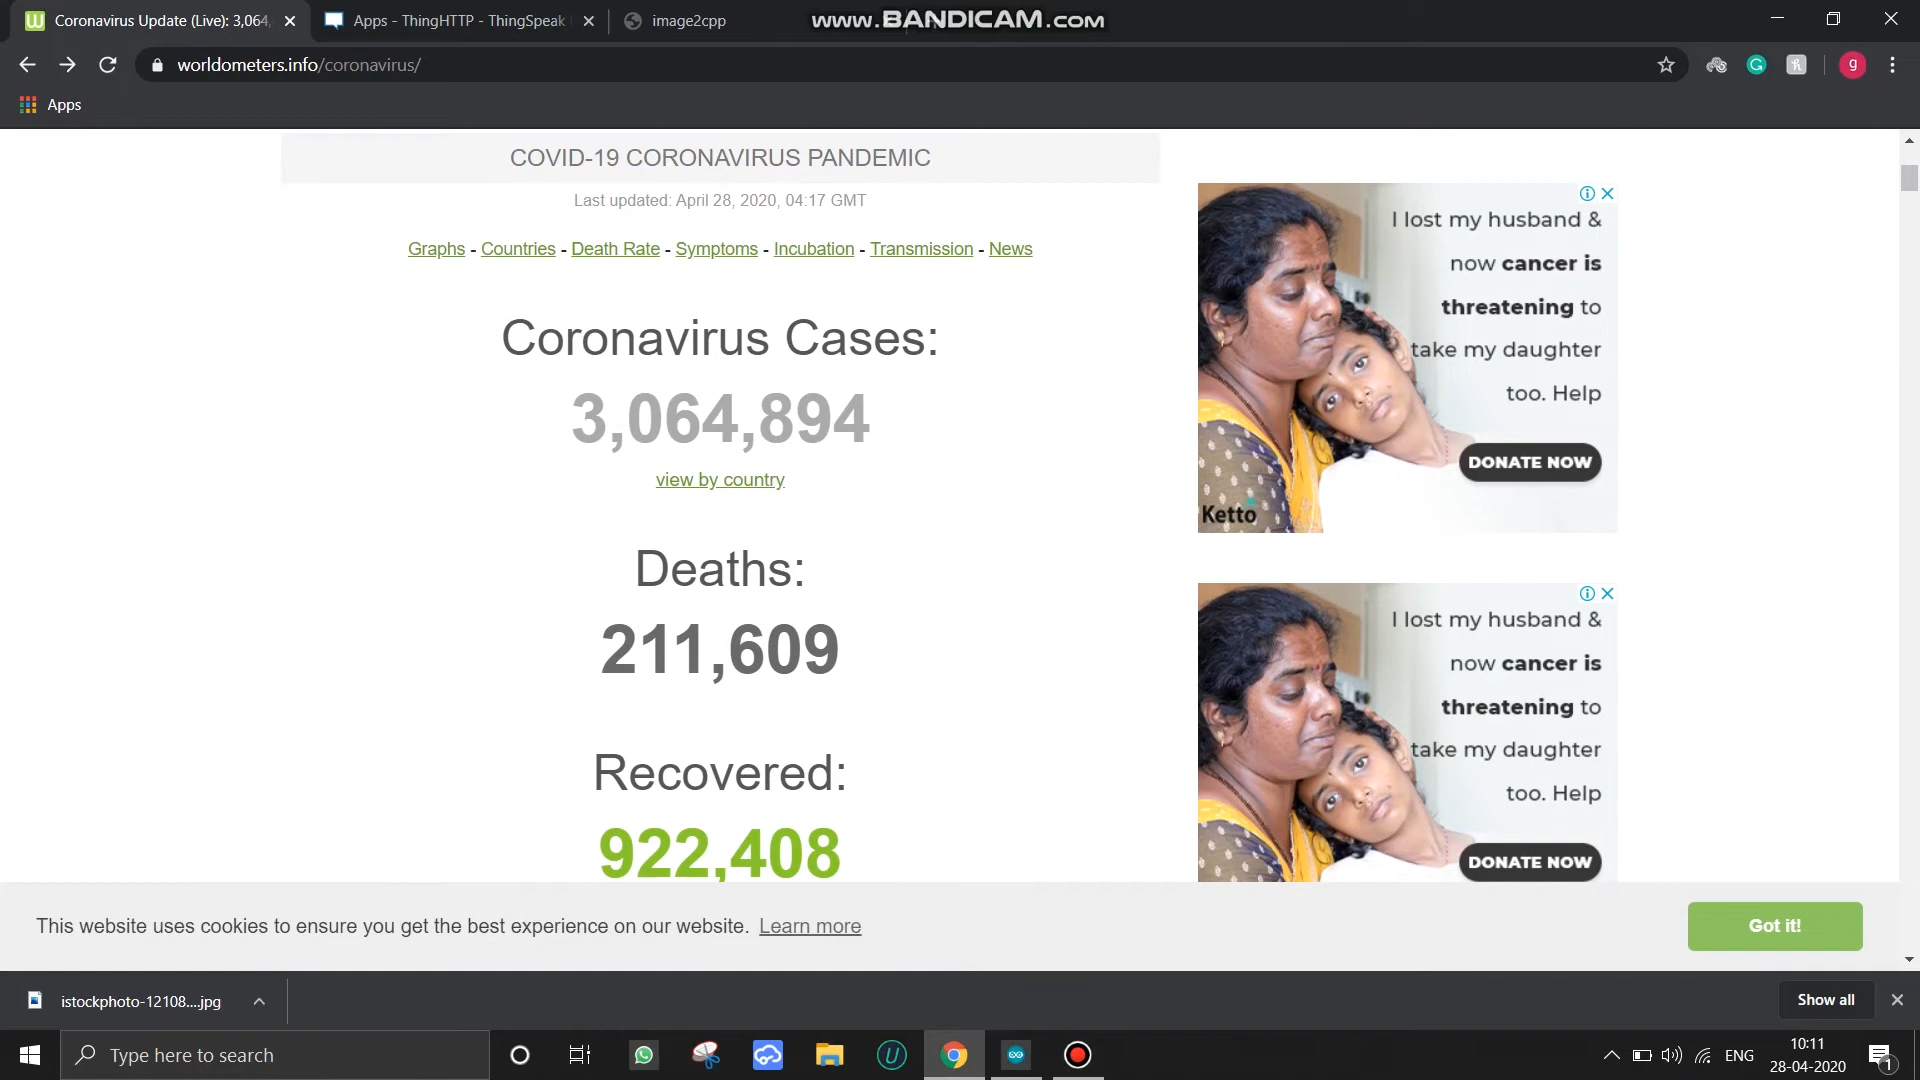 Coronavirus Update (Live): 3,064,
Apps - ThingHTTP - ThingSpeak
image2cpp
www.BANDICAM.com
worldometers.info/coronavirus/
g
Apps
COVID-19 CORONAVIRUS PANDEMIC
Last updated: April 28, 2020, 04:17 GMT
Graphs - Countries - Death Rate - Symptoms - Incubation - Transmission - News
Coronavirus Cases:
3,064,894
view by country
Deaths:
211,609
Recovered:
922,408
I lost my husband &
now cancer is
threatening to
take my daughter
too. Help
DONATE NOW
Ketto
I lost my husband &
now cancer is
threatening to
take my daughter
too. Help
DONATE NOW
This website uses cookies to ensure you get the best experience on our website. Learn more
Got it!
istockphoto-12108....jpg
Show all
Type here to search
ENG
10:11
28-04-2020
1